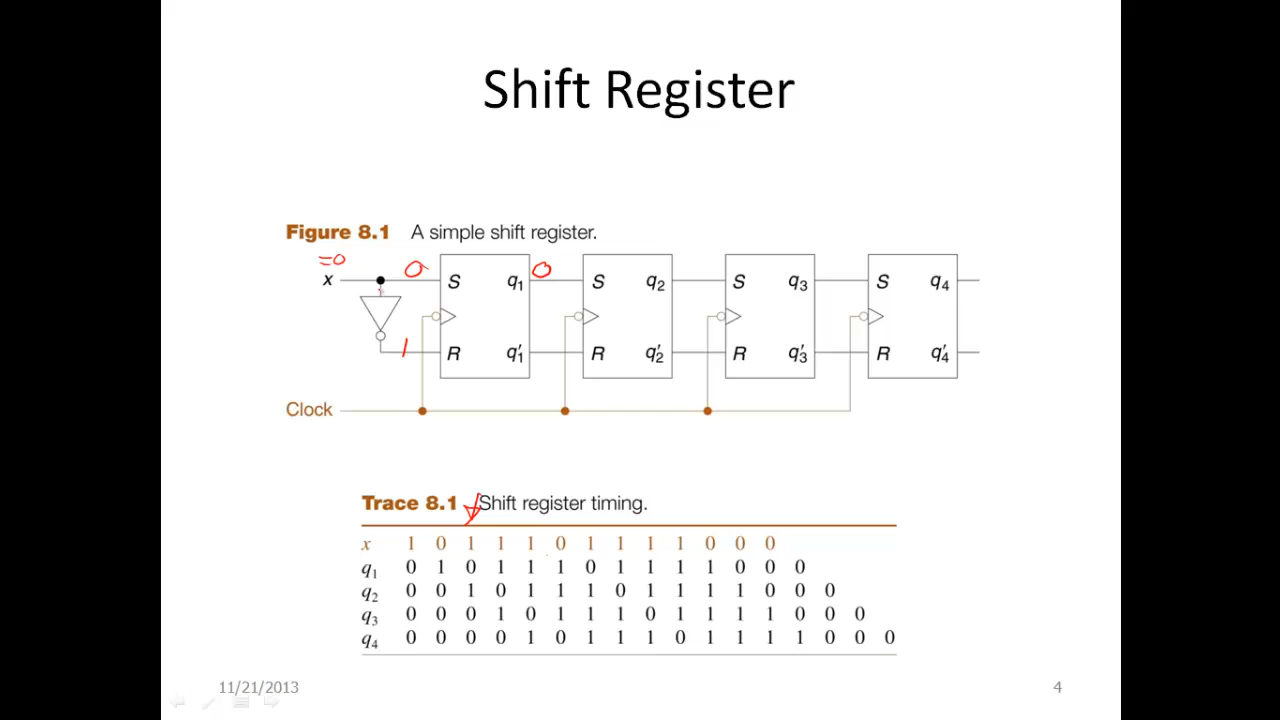 Shift Register
Figure 8.1 A simple shift register.
=0
x 0 S q₁ 0 S q₂ S q₃ S q₄
1 R q′₁ R q′₂ R q′₃ R q′₄
Clock
Trace 8.1 Shift register timing.
x 1 0 1 1 1 0 1 1 1 1 0 0 0
q₁ 0 1 0 1 1 1 0 1 1 1 1 0 0 0
q₂ 0 0 1 0 1 1 1 0 1 1 1 1 0 0 0
q₃ 0 0 0 1 0 1 1 1 0 1 1 1 1 0 0 0
q₄ 0 0 0 0 1 0 1 1 1 0 1 1 1 1 0 0 0
11/21/2013 4